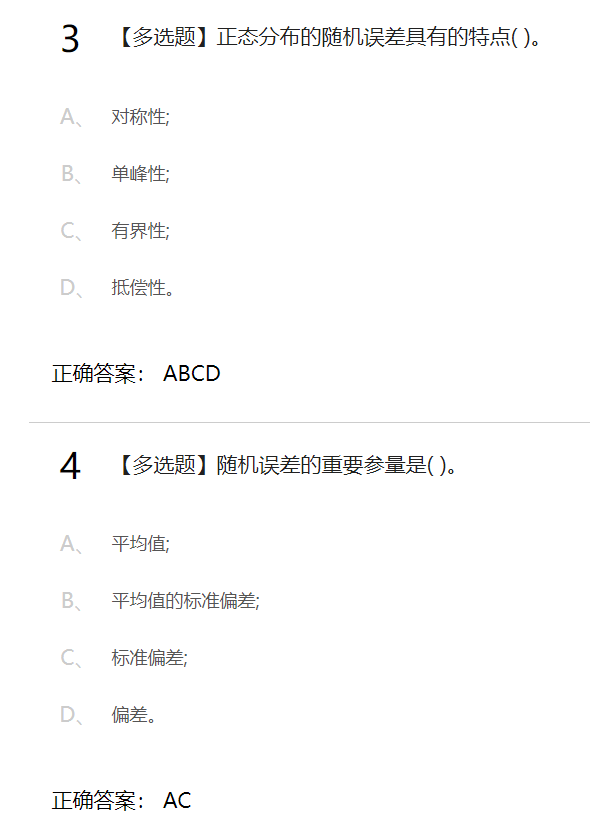 3 【多选题】正态分布的随机误差具有的特点( )。
A、 对称性;
B、 单峰性;
C、 有界性;
D、 抵偿性。
正确答案： ABCD
4 【多选题】随机误差的重要参量是( )。
A、 平均值;
B、 平均值的标准偏差;
C、 标准偏差;
D、 偏差。
正确答案： AC